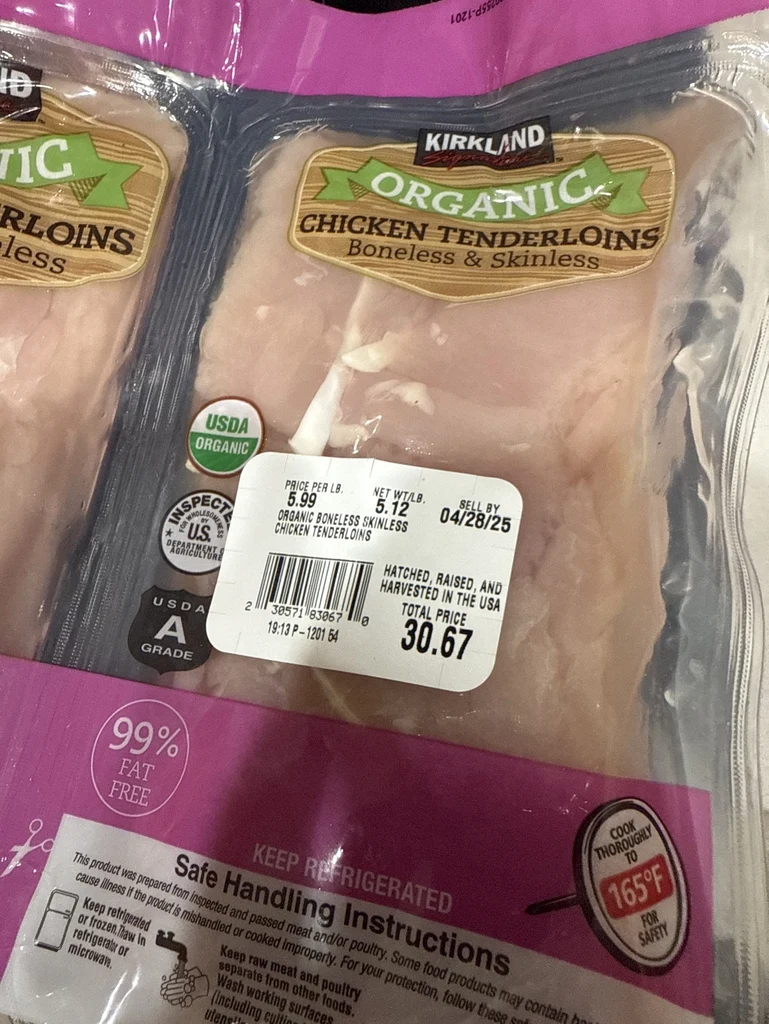 00265P-1201
KIRKLAND
Signature™
ORGANIC
CHICKEN TENDERLOINS
Boneless & Skinless
USDA
ORGANIC
INSPECTED
FOR WHOLESOMENESS
BY
U.S.
DEPARTMENT OF
AGRICULTURE
USDA
A
GRADE
PRICE PER LB. NET WT/LB. SELL BY
5.99 5.12 04/28/25
ORGANIC BONELESS SKINLESS
CHICKEN TENDERLOINS
HATCHED, RAISED, AND
HARVESTED IN THE USA
TOTAL PRICE
30.67
2 30571 83067 0
19:13 P-1201 54
99%
FAT
FREE
KEEP REFRIGERATED
COOK
THOROUGHLY
TO
165°F
FOR
SAFETY
Safe Handling Instructions
This product was prepared from inspected and passed meat and/or poultry. Some food products may contain
cause illness if the product is mishandled or cooked improperly. For your protection, follow these
Keep refrigerated
or frozen. Thaw in
refrigerator or
microwave.
Keep raw meat and poultry
separate from other foods.
Wash working surfaces
(including cutting